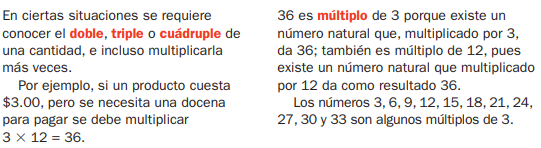 En ciertas situaciones se requiere
conocer el doble, triple o cuádruple de
una cantidad, e incluso multiplicarla
más veces.
Por ejemplo, si un producto cuesta
$3.00, pero se necesita una docena
para pagar se debe multiplicar
3 × 12 = 36.
36 es múltiplo de 3 porque existe un
número natural que, multiplicado por 3,
da 36; también es múltiplo de 12, pues
existe un número natural que multiplicado
por 12 da como resultado 36.
Los números 3, 6, 9, 12, 15, 18, 21, 24,
27, 30 y 33 son algunos múltiplos de 3.